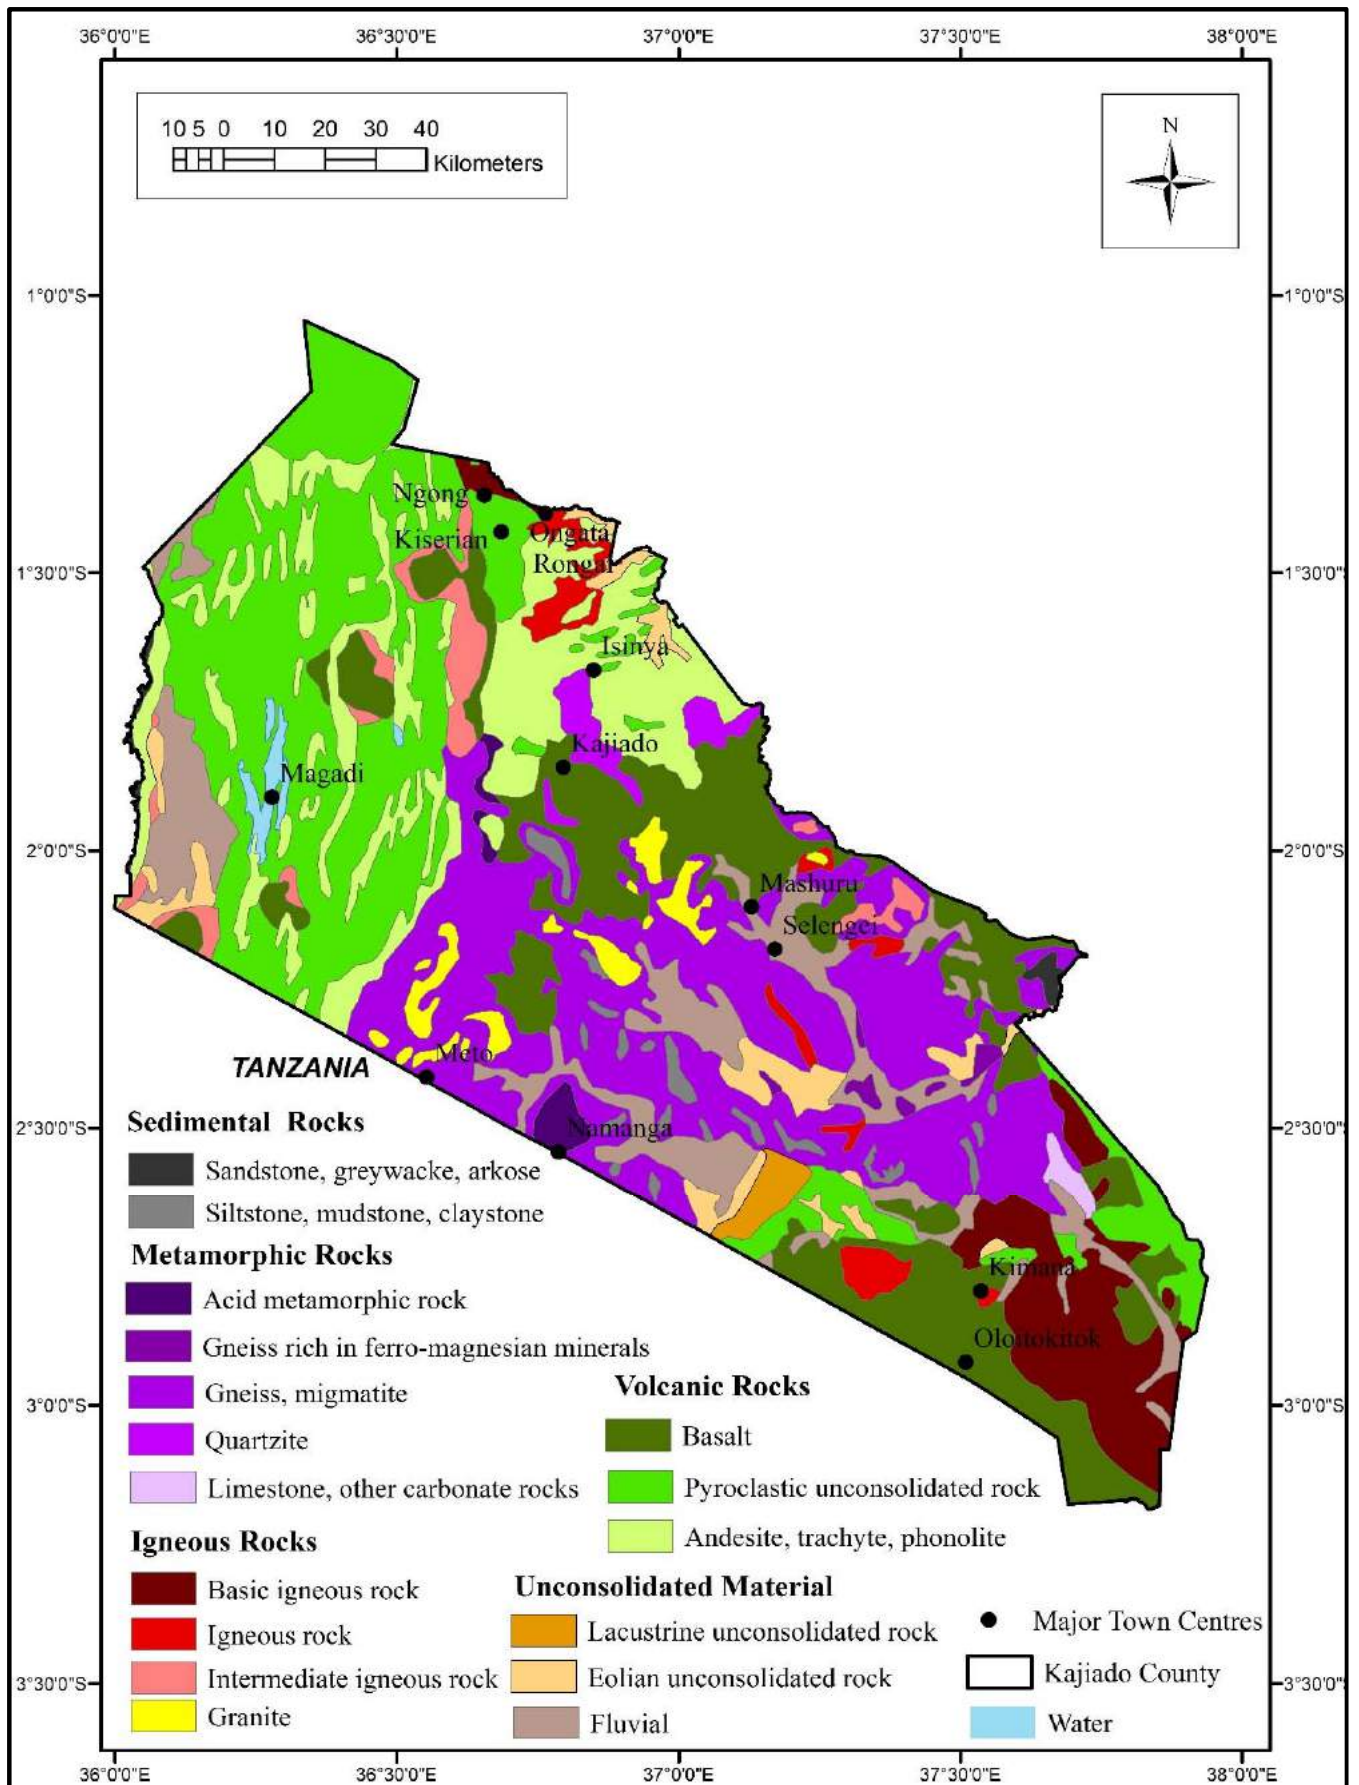 36°0'0"E 36°30'0"E 37°0'0"E 37°30'0"E 38°0'0"E
10 5 0 10 20 30 40
Kilometers
N
1°0'0"S 1°0'0"S
Ngong
Kiserian
Ongata
Rongai
1°30'0"S 1°30'0"S
Isinya
Kajiado
Magadi
2°0'0"S 2°0'0"S
Mashuru
Selengei
Meto
TANZANIA
Namanga
2°30'0"S 2°30'0"S
Kimana
Oloitokitok
3°0'0"S 3°0'0"S
Sedimental Rocks
Sandstone, greywacke, arkose
Siltstone, mudstone, claystone
Metamorphic Rocks
Acid metamorphic rock
Gneiss rich in ferro-magnesian minerals
Gneiss, migmatite
Quartzite
Limestone, other carbonate rocks
Igneous Rocks
Basic igneous rock
Igneous rock
Intermediate igneous rock
Granite
Volcanic Rocks
Basalt
Pyroclastic unconsolidated rock
Andesite, trachyte, phonolite
Unconsolidated Material
Lacustrine unconsolidated rock
Eolian unconsolidated rock
Fluvial
Major Town Centres
Kajiado County
Water
3°30'0"S 3°30'0"S
36°0'0"E 36°30'0"E 37°0'0"E 37°30'0"E 38°0'0"E